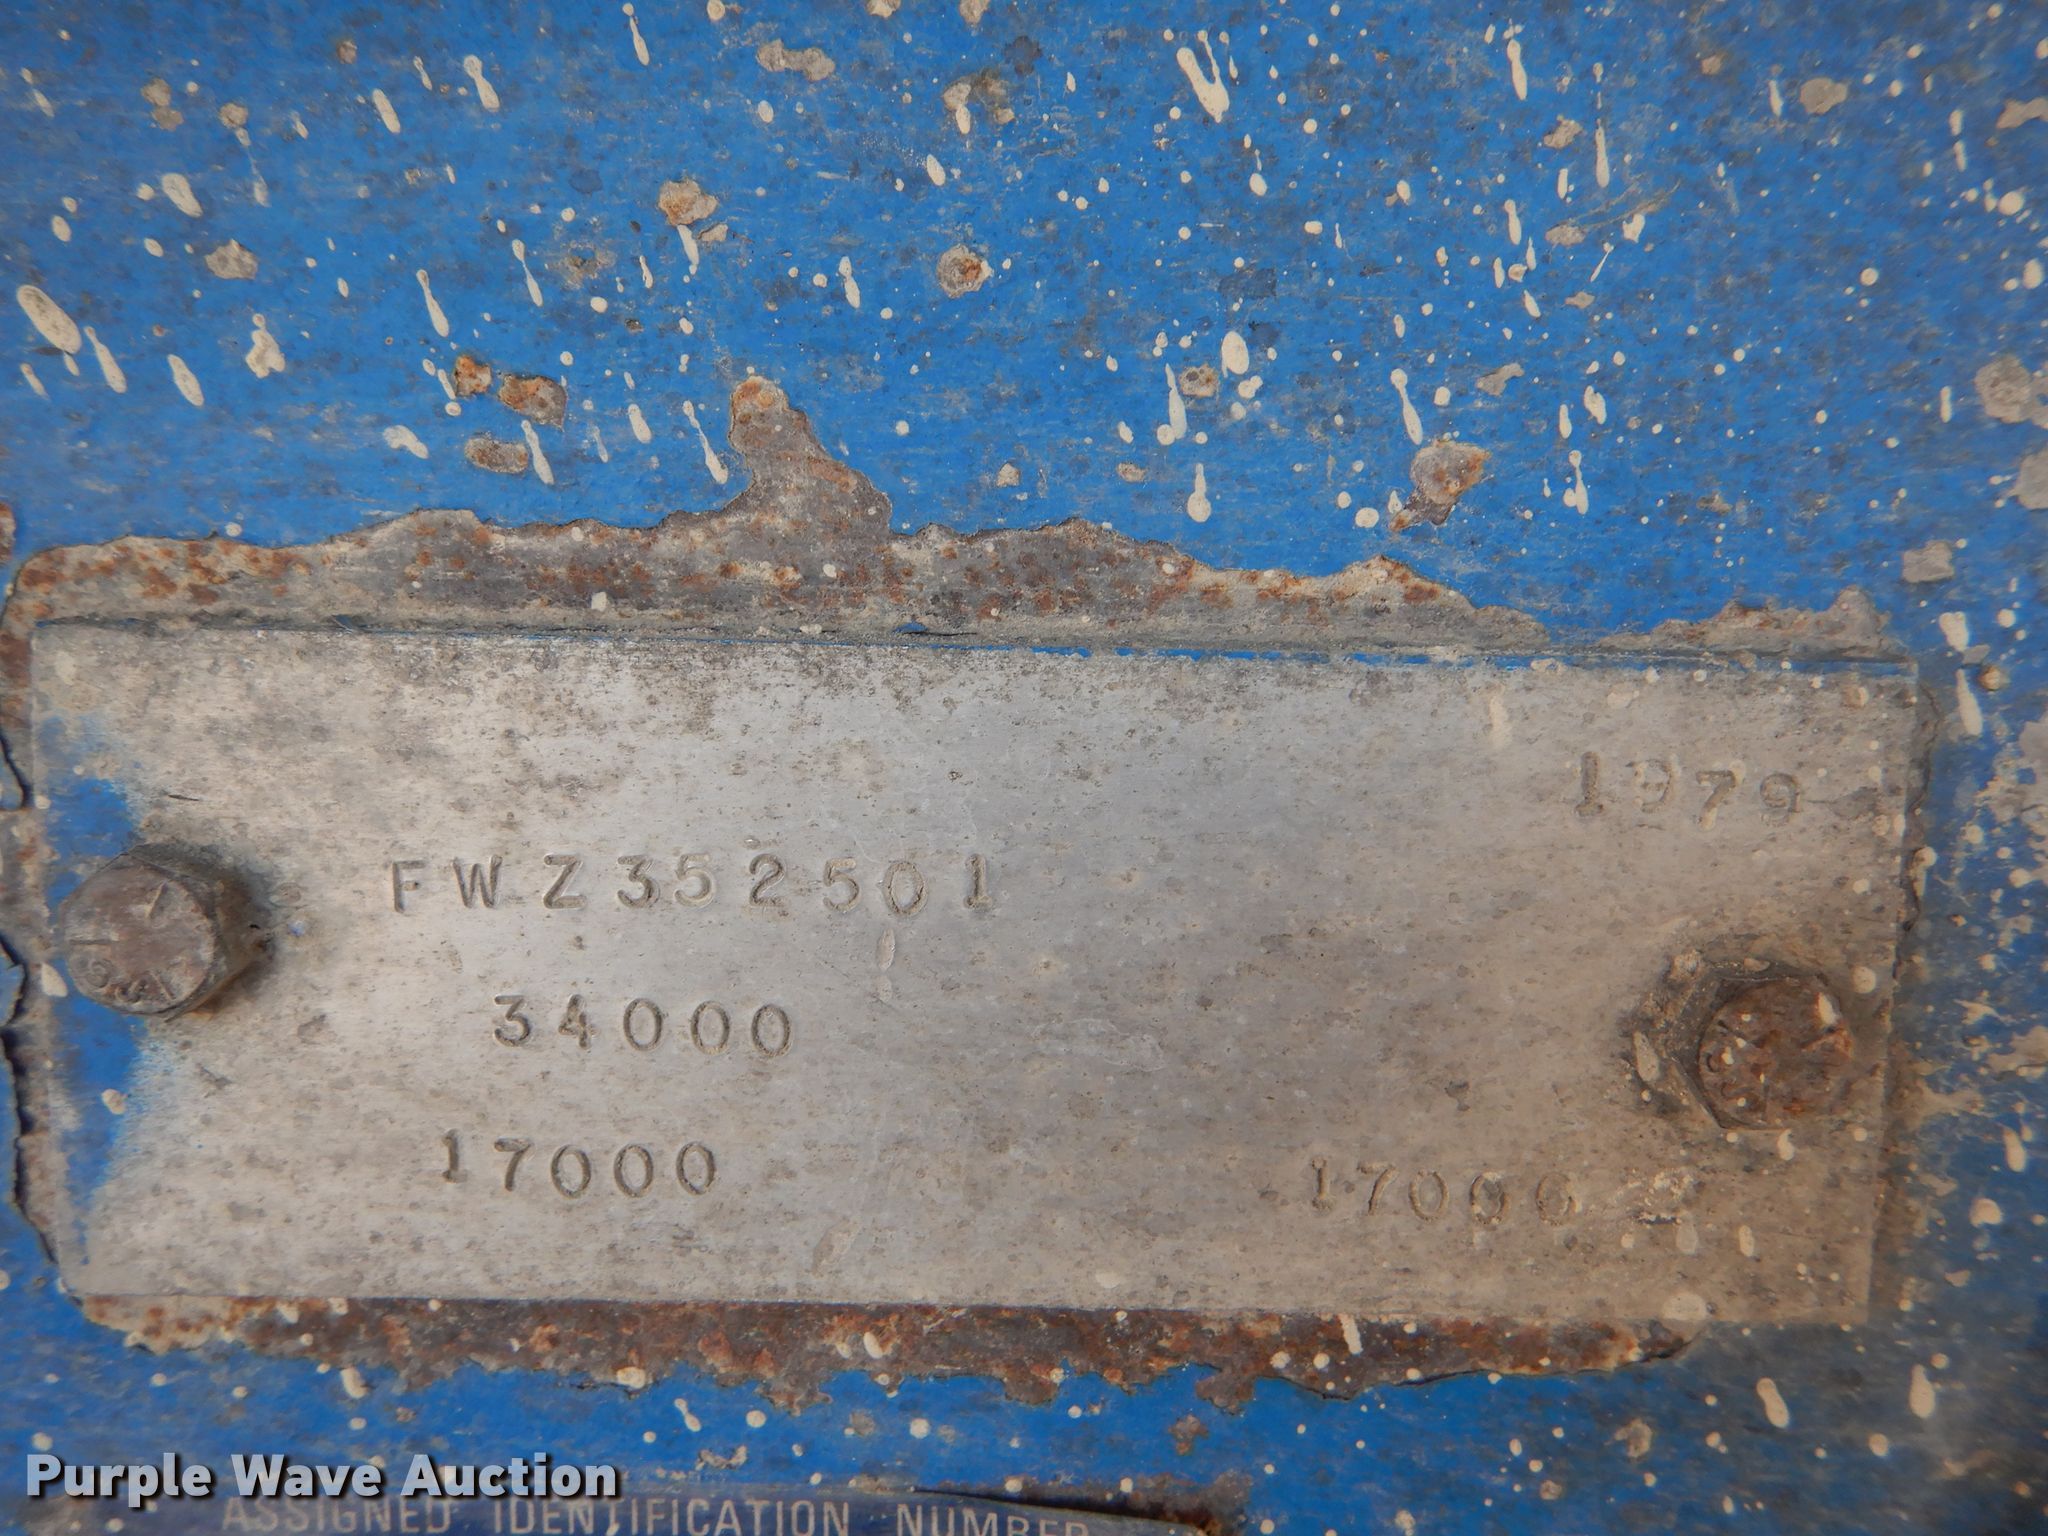 1979
FWZ352501
34000
17000 17000
Purple Wave Auction
ASSIGNED IDENTIFICATION NUMBER